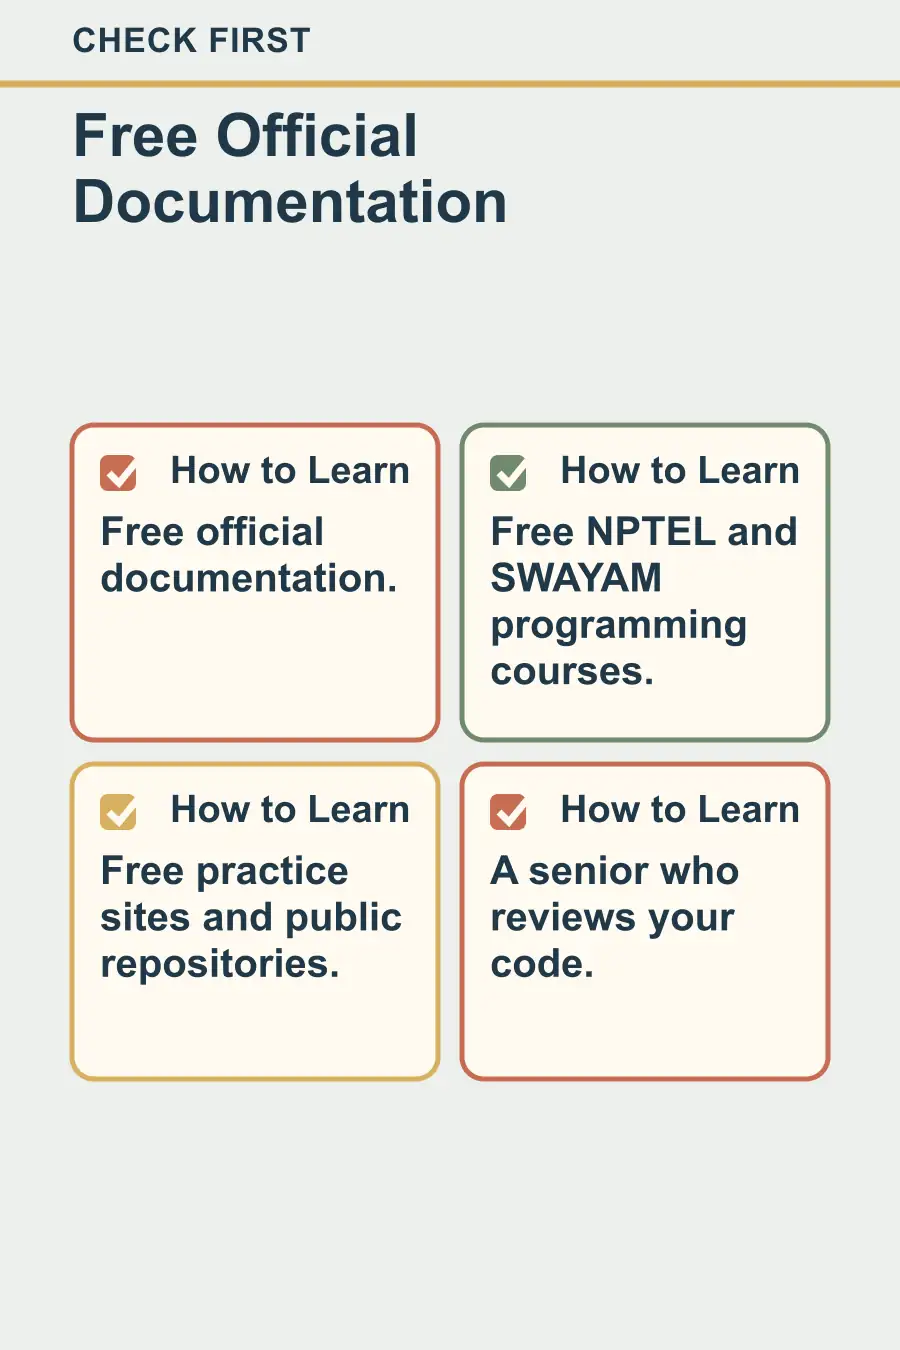 CHECK FIRST
Free Official
Documentation
How to Learn
Free official
documentation.
How to Learn
Free NPTEL and
SWAYAM
programming
courses.
How to Learn
Free practice
sites and public
repositories.
How to Learn
A senior who
reviews your
code.